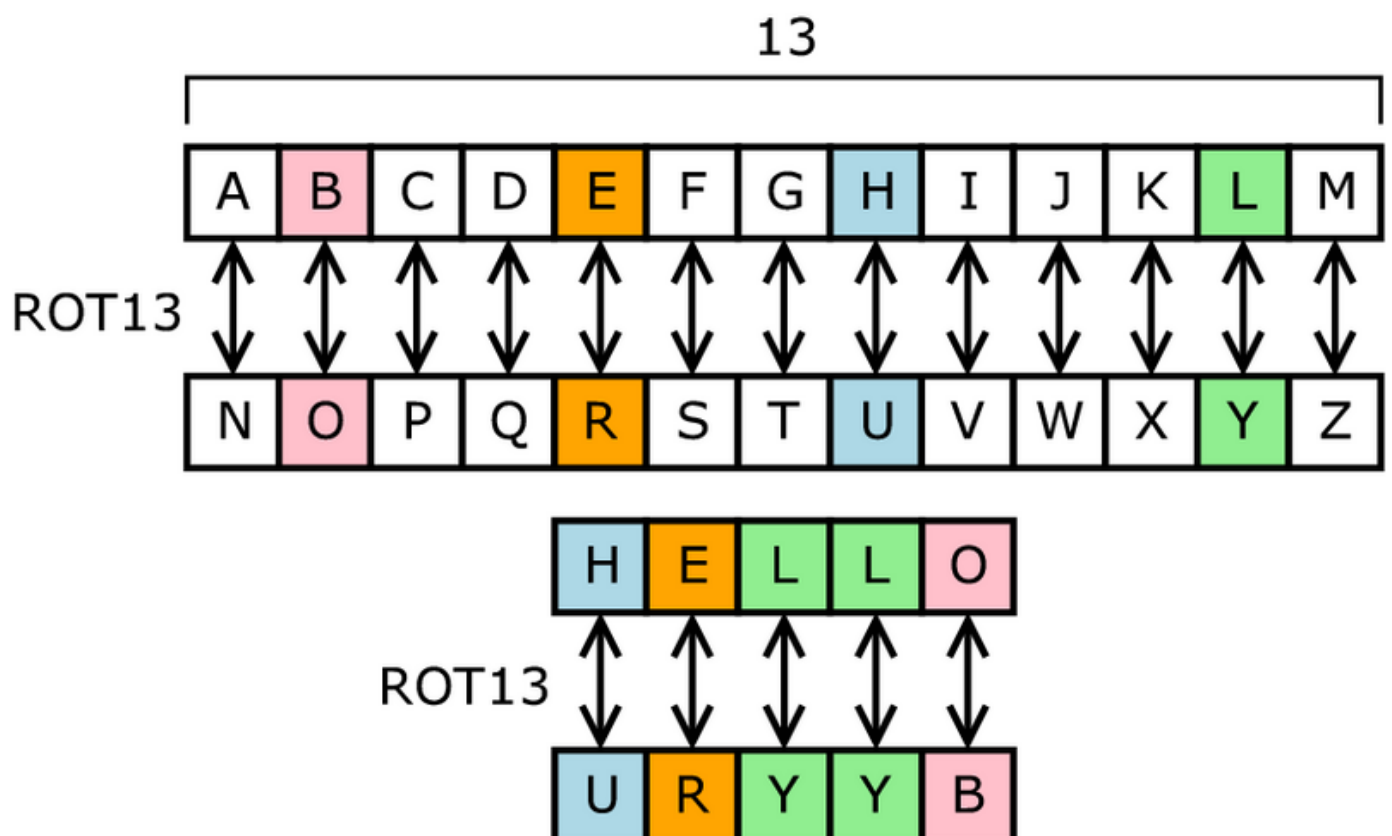 13
A B C D E F G H I J K L M
ROT13
N O P Q R S T U V W X Y Z
H E L L O
ROT13
U R Y Y B